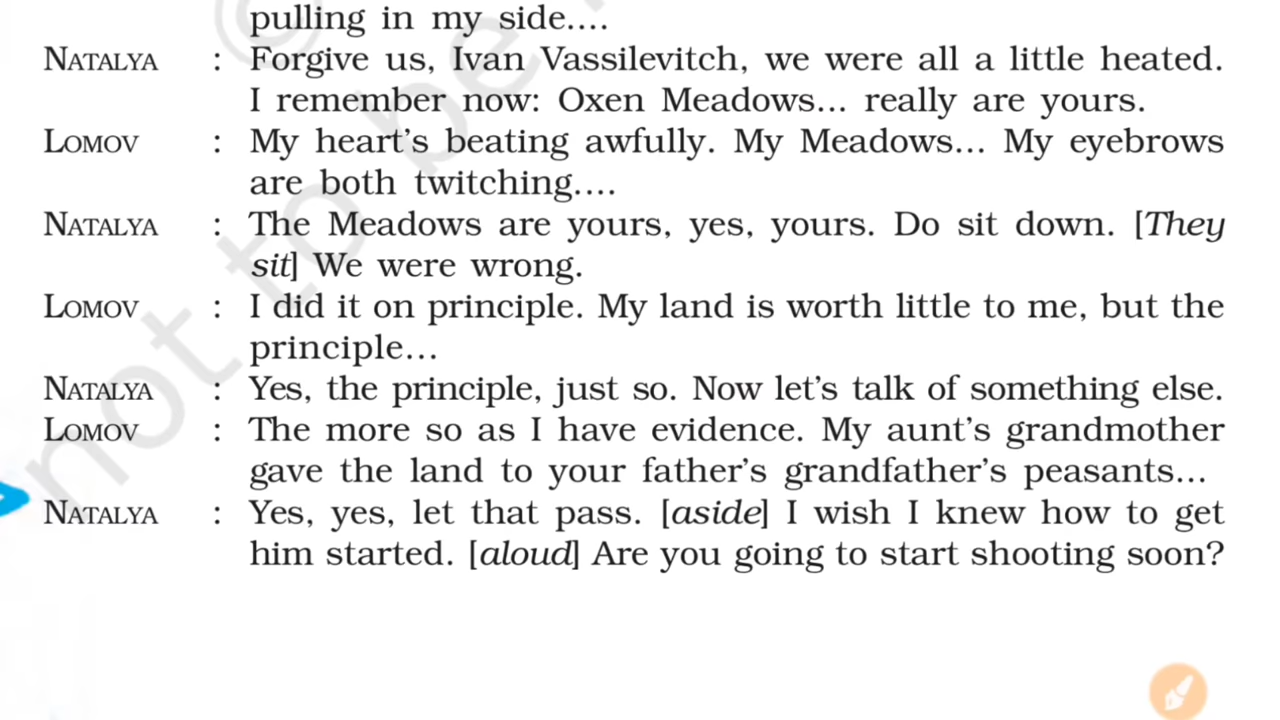 pulling in my side....
NATALYA : Forgive us, Ivan Vassilevitch, we were all a little heated.
I remember now: Oxen Meadows... really are yours.
LOMOV : My heart's beating awfully. My Meadows... My eyebrows
are both twitching....
NATALYA : The Meadows are yours, yes, yours. Do sit down. [They
sit] We were wrong.
LOMOV : I did it on principle. My land is worth little to me, but the
principle...
NATALYA : Yes, the principle, just so. Now let's talk of something else.
LOMOV : The more so as I have evidence. My aunt's grandmother
gave the land to your father's grandfather's peasants...
NATALYA : Yes, yes, let that pass. [aside] I wish I knew how to get
him started. [aloud] Are you going to start shooting soon?
© not to be